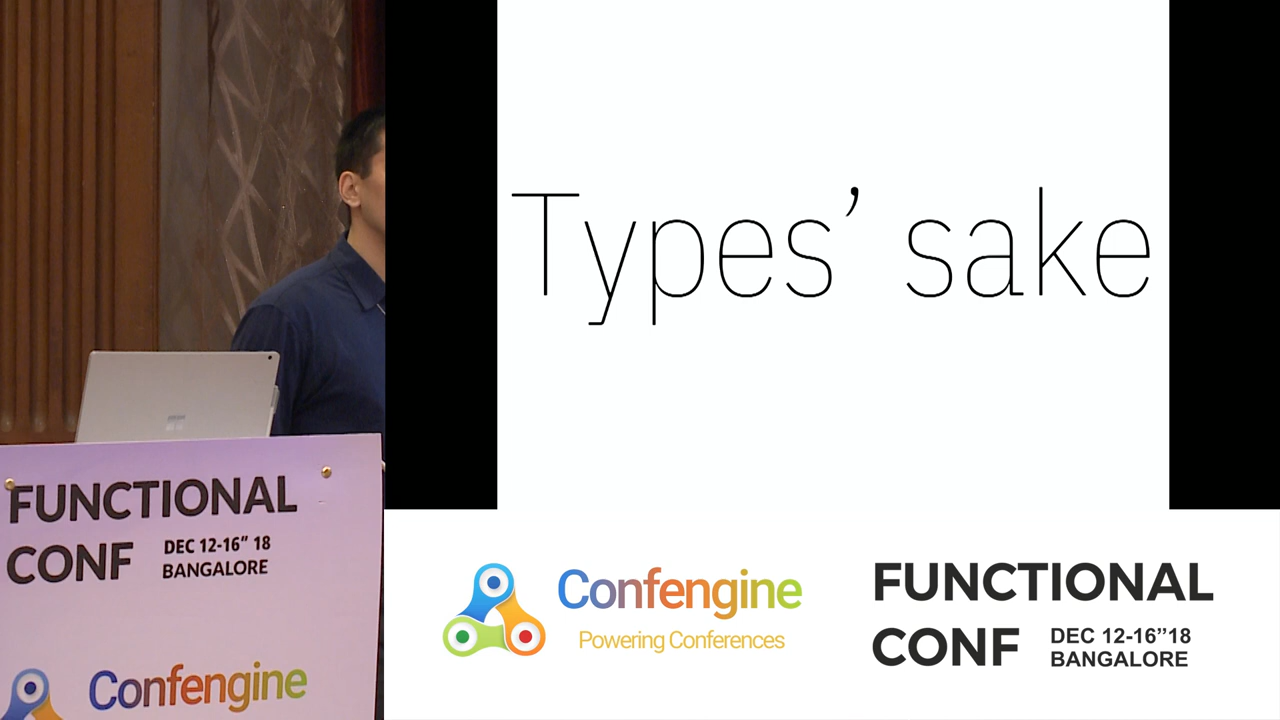 Types’ sake
FUNCTIONAL
CONF DEC 12-16” 18
BANGALORE
Confengine
Confengine
Powering Conferences
FUNCTIONAL
CONF DEC 12-16”18
BANGALORE